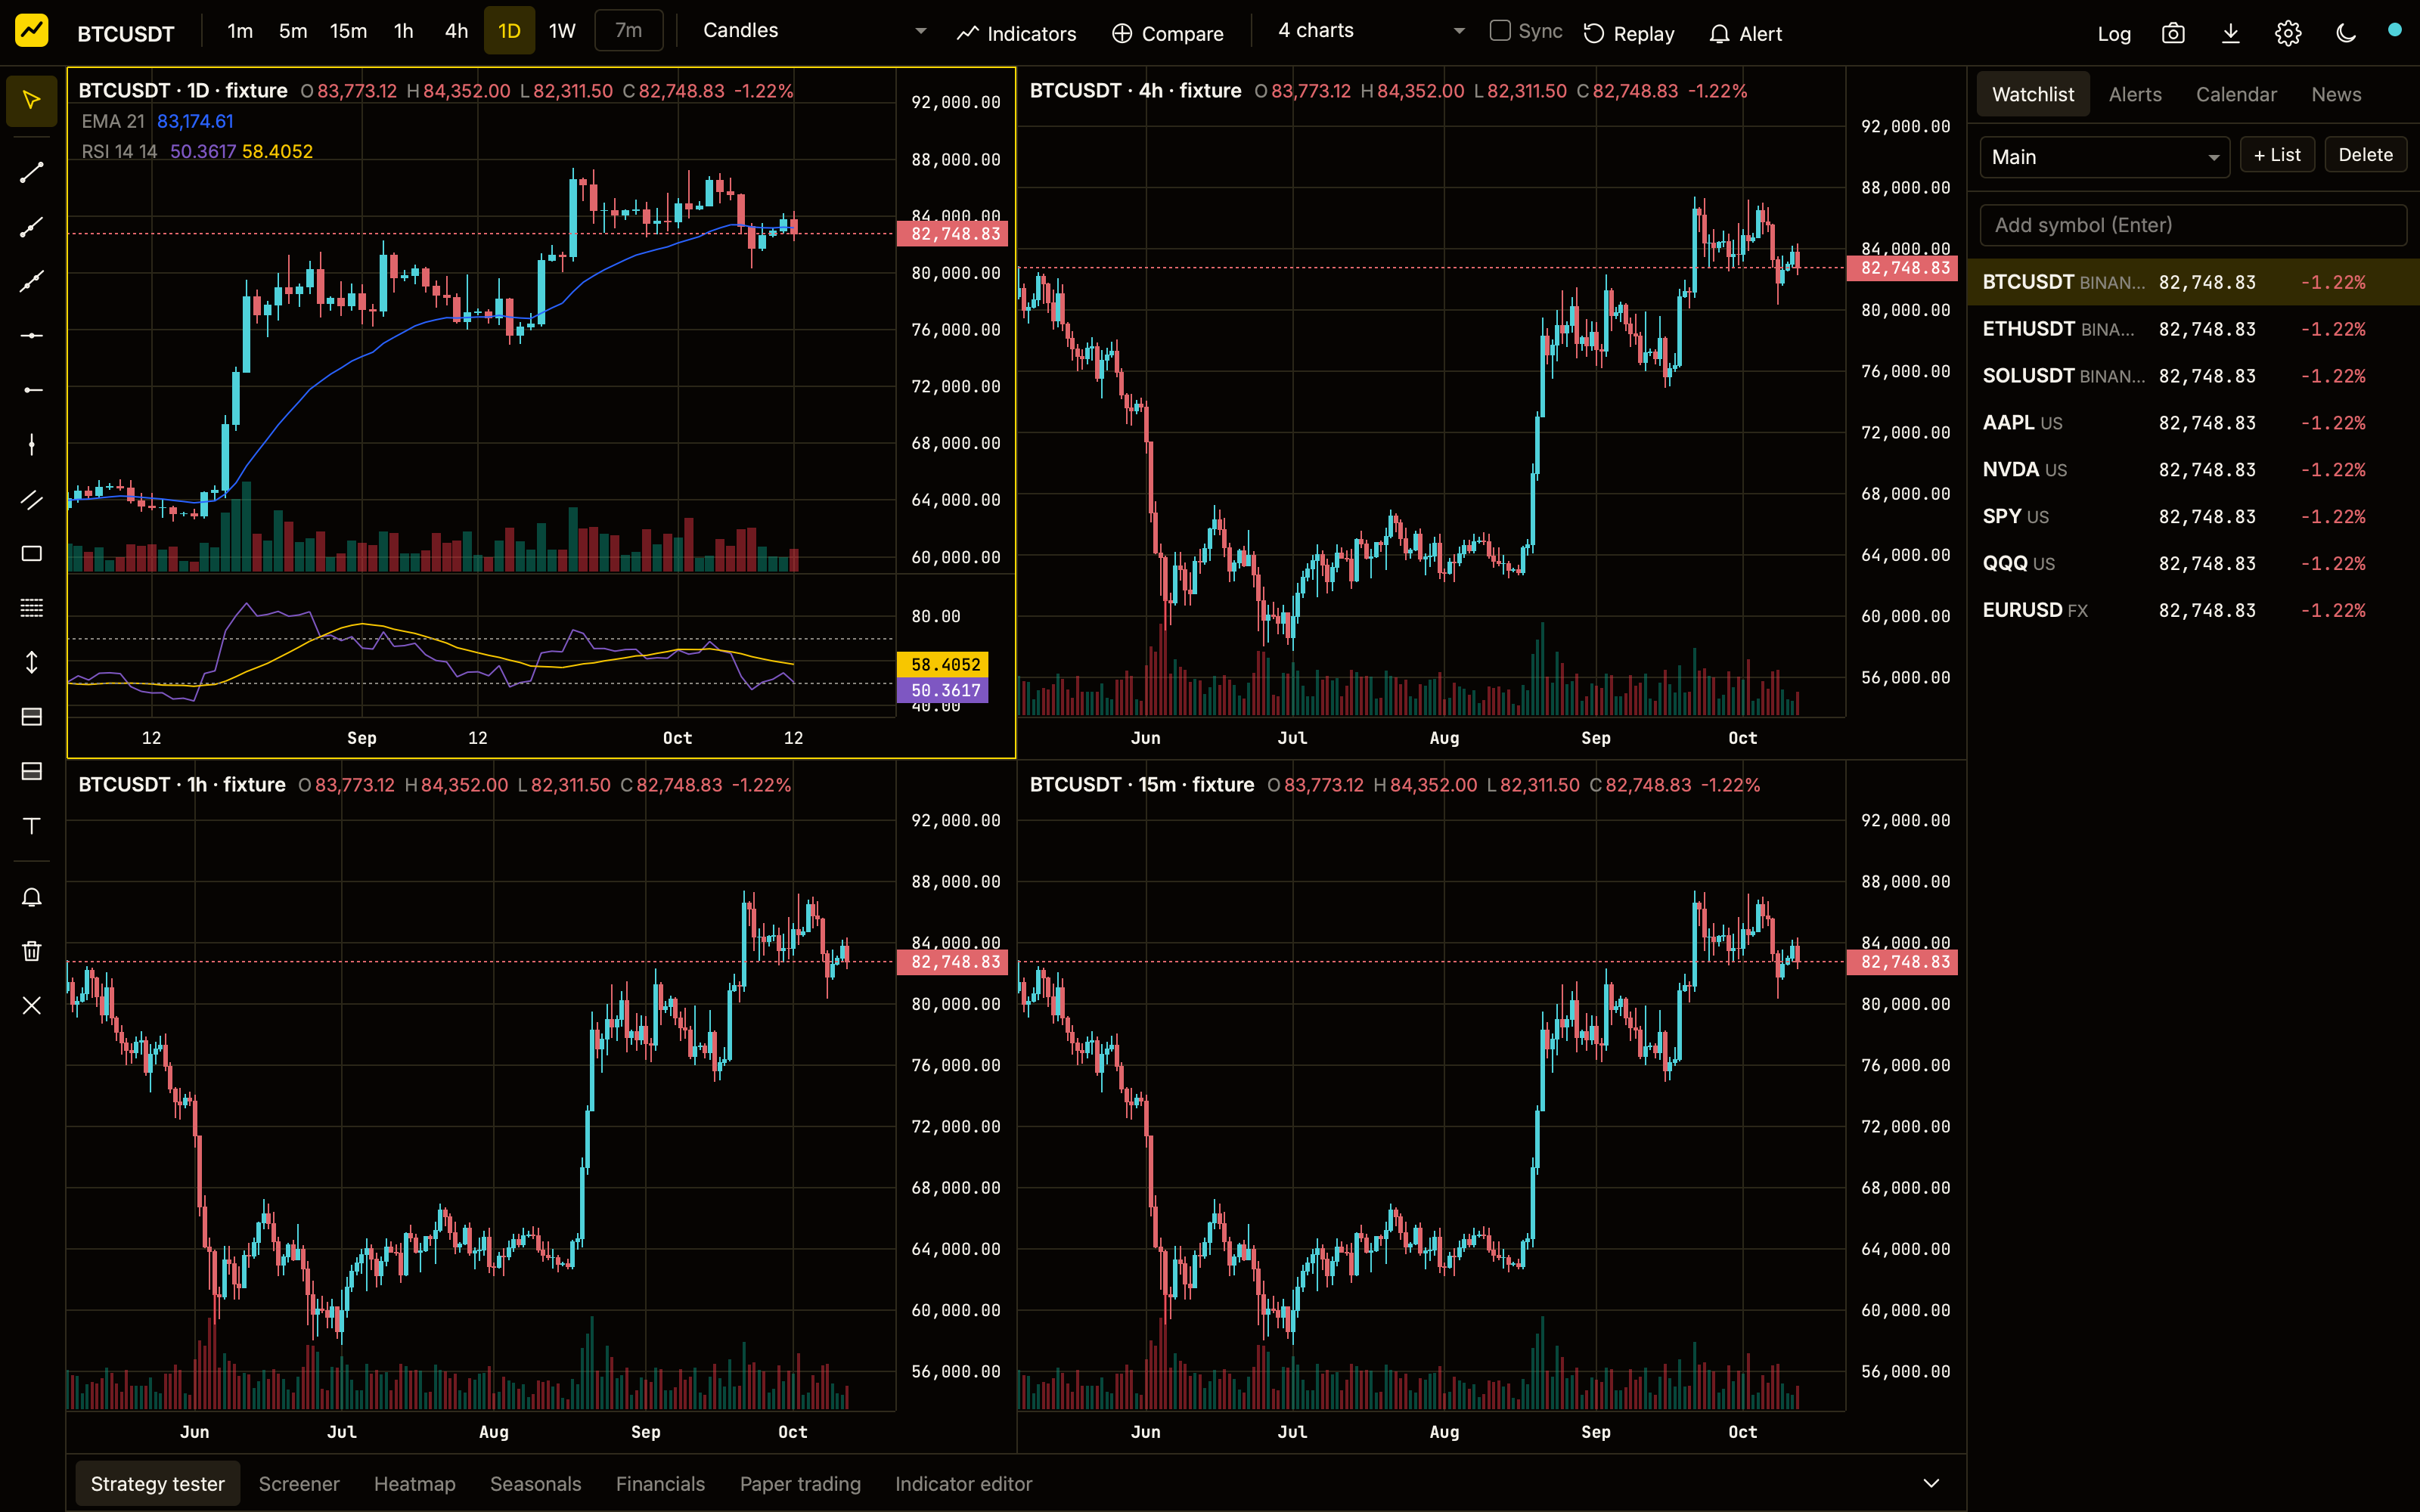 BTCUSDT 1m 5m 15m 1h 4h 1D 1W 7m Candles Indicators Compare 4 charts Sync Replay Alert Log
BTCUSDT · 1D · fixture O 83,773.12 H 84,352.00 L 82,311.50 C 82,748.83 -1.22%
EMA 21 83,174.61
RSI 14 14 50.3617 58.4052
92,000.00
88,000.00
84,000.00
82,748.83
80,000.00
76,000.00
72,000.00
68,000.00
64,000.00
60,000.00
80.00
58.4052
50.3617
40.00
12 Sep 12 Oct 12
BTCUSDT · 4h · fixture O 83,773.12 H 84,352.00 L 82,311.50 C 82,748.83 -1.22%
92,000.00
88,000.00
84,000.00
82,748.83
80,000.00
76,000.00
72,000.00
68,000.00
64,000.00
60,000.00
56,000.00
Jun Jul Aug Sep Oct
BTCUSDT · 1h · fixture O 83,773.12 H 84,352.00 L 82,311.50 C 82,748.83 -1.22%
92,000.00
88,000.00
84,000.00
82,748.83
80,000.00
76,000.00
72,000.00
68,000.00
64,000.00
60,000.00
56,000.00
Jun Jul Aug Sep Oct
BTCUSDT · 15m · fixture O 83,773.12 H 84,352.00 L 82,311.50 C 82,748.83 -1.22%
92,000.00
88,000.00
84,000.00
82,748.83
80,000.00
76,000.00
72,000.00
68,000.00
64,000.00
60,000.00
56,000.00
Jun Jul Aug Sep Oct
Watchlist Alerts Calendar News
Main + List Delete
Add symbol (Enter)
BTCUSDT BINAN... 82,748.83 -1.22%
ETHUSDT BINA... 82,748.83 -1.22%
SOLUSDT BINAN... 82,748.83 -1.22%
AAPL US 82,748.83 -1.22%
NVDA US 82,748.83 -1.22%
SPY US 82,748.83 -1.22%
QQQ US 82,748.83 -1.22%
EURUSD FX 82,748.83 -1.22%
Strategy tester Screener Heatmap Seasonals Financials Paper trading Indicator editor